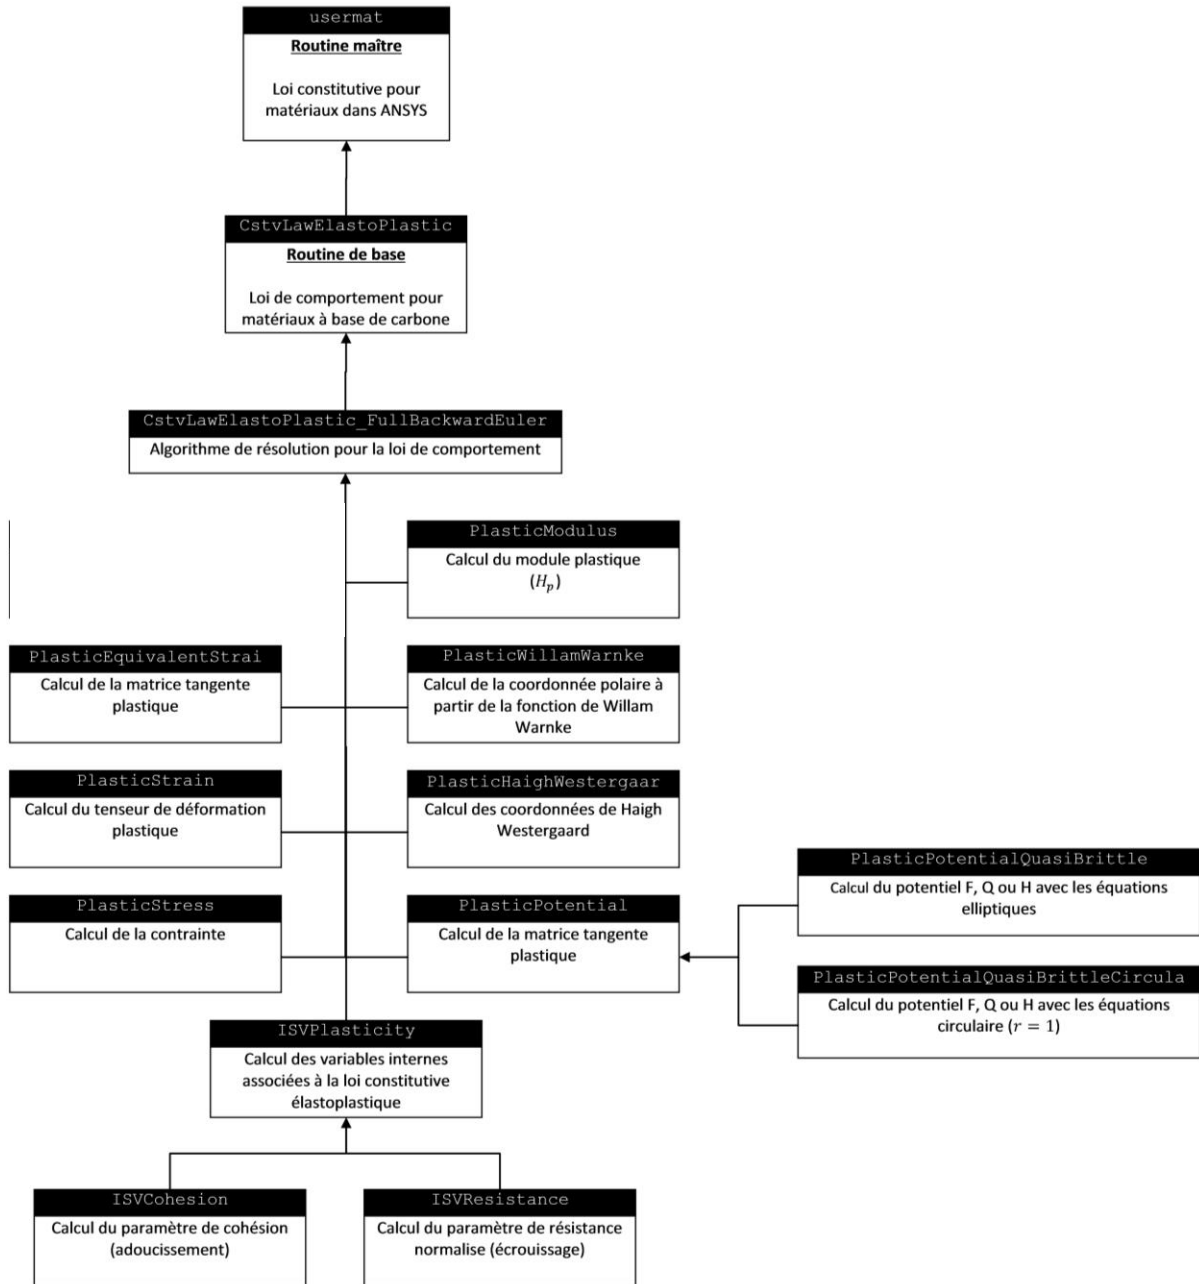 usermat
Routine maître
Loi constitutive pour
matériaux dans ANSYS
CstvLawElastoPlastic
Routine de base
Loi de comportement pour
matériaux à base de carbone
CstvLawElastoPlastic_FullBackwardEuler
Algorithme de résolution pour la loi de comportement
PlasticModulus
Calcul du module plastique
(H_p)
PlasticEquivalentStrai
Calcul de la matrice tangente
plastique
PlasticWillamWarnke
Calcul de la coordonnée polaire à
partir de la fonction de Willam
Warnke
PlasticStrain
Calcul du tenseur de déformation
plastique
PlasticHaighWestergaar
Calcul des coordonnées de Haigh
Westergaard
PlasticStress
Calcul de la contrainte
PlasticPotential
Calcul de la matrice tangente
plastique
PlasticPotentialQuasiBrittle
Calcul du potentiel F, Q ou H avec les équations
elliptiques
PlasticPotentialQuasiBrittleCircula
Calcul du potentiel F, Q ou H avec les équations
circulaire (r = 1)
ISVPlasticity
Calcul des variables internes
associées à la loi constitutive
élastoplastique
ISVCohesion
Calcul du paramètre de cohésion
(adoucissement)
ISVResistance
Calcul du paramètre de résistance
normalise (écrouissage)